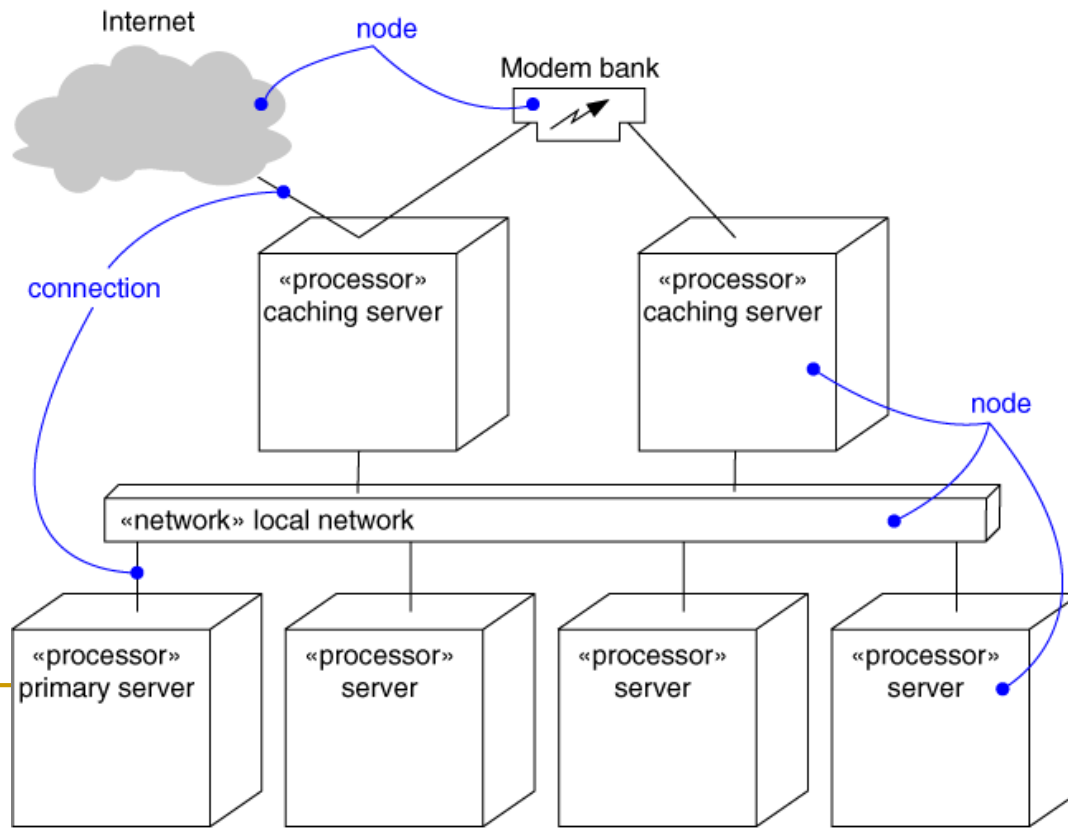 Internet
node
Modem bank
«processor»
caching server
«processor»
caching server
connection
node
«network» local network
«processor»
primary server
«processor»
server
«processor»
server
«processor»
server